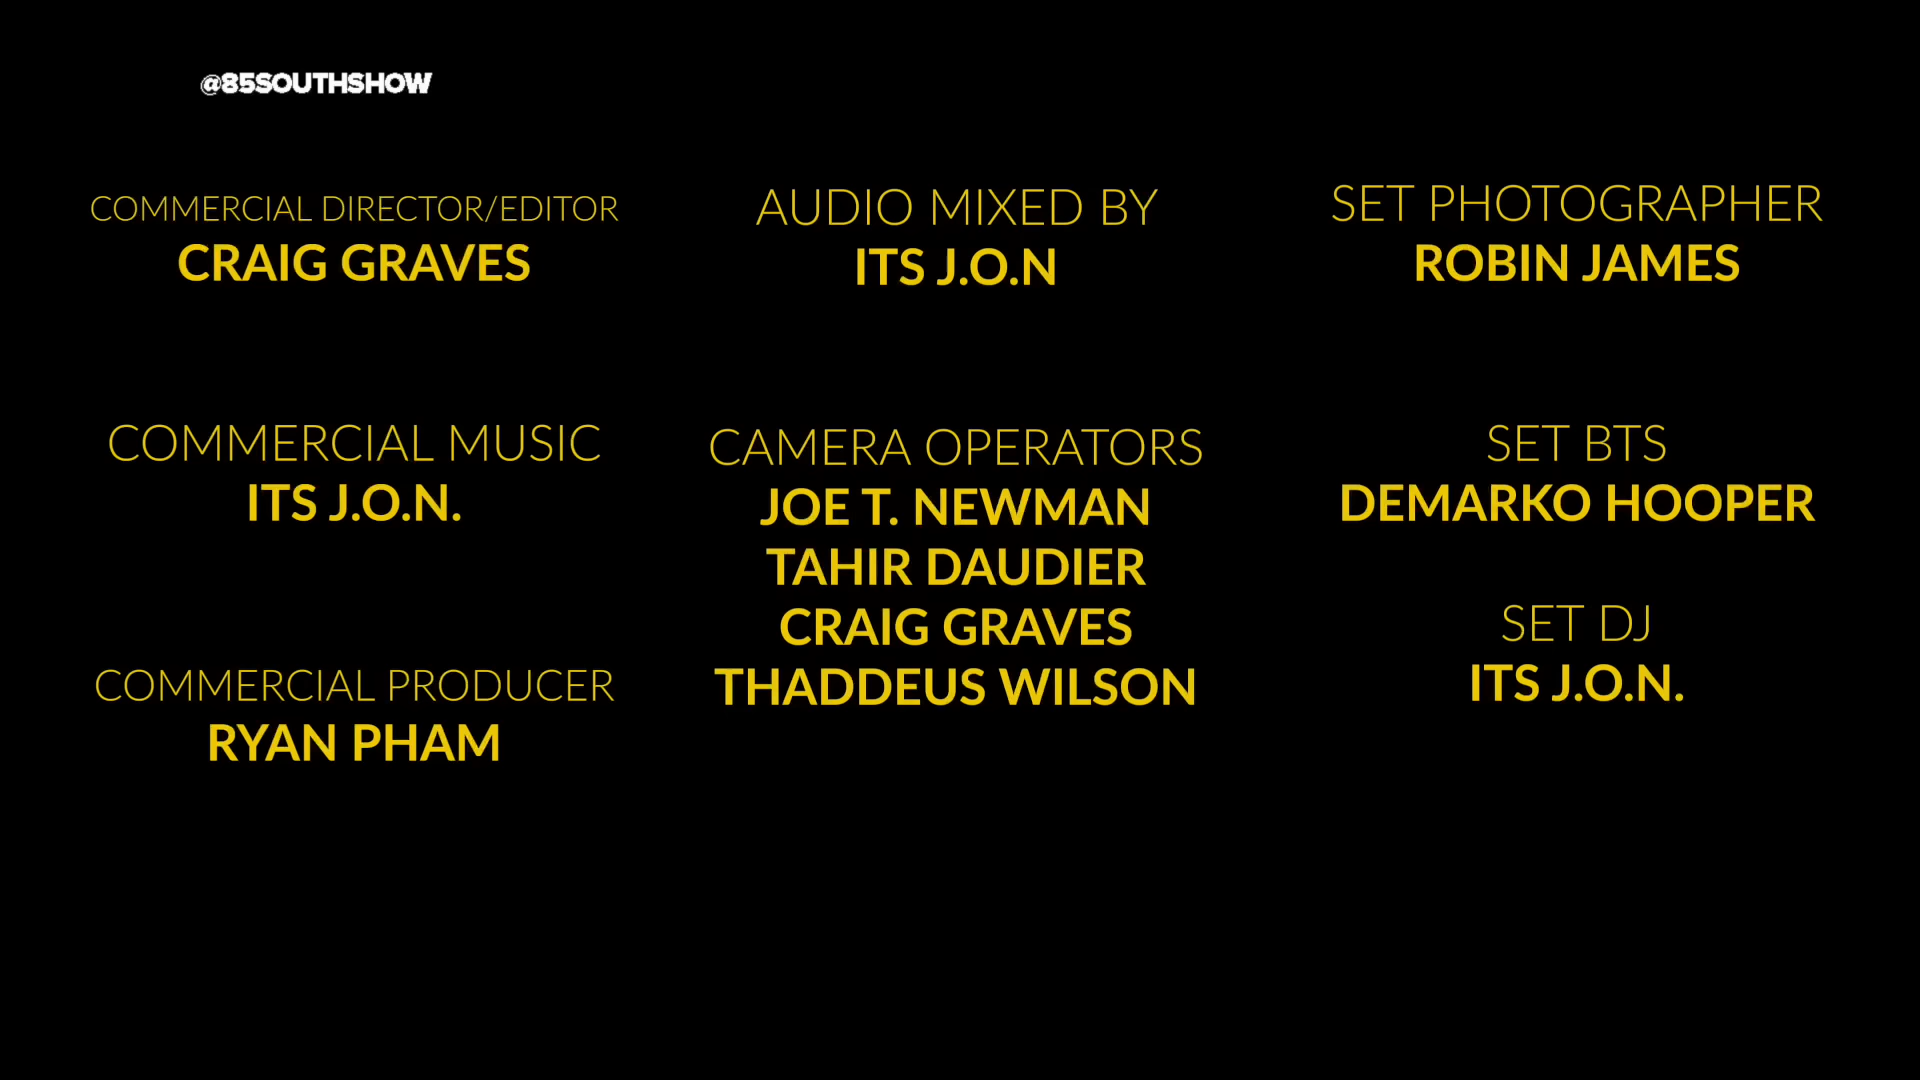 @85SOUTHSHOW
COMMERCIAL DIRECTOR/EDITOR
CRAIG GRAVES
COMMERCIAL MUSIC
ITS J.O.N.
COMMERCIAL PRODUCER
RYAN PHAM
AUDIO MIXED BY
ITS J.O.N
CAMERA OPERATORS
JOE T. NEWMAN
TAHIR DAUDIER
CRAIG GRAVES
THADDEUS WILSON
SET PHOTOGRAPHER
ROBIN JAMES
SET BTS
DEMARKO HOOPER
SET DJ
ITS J.O.N.